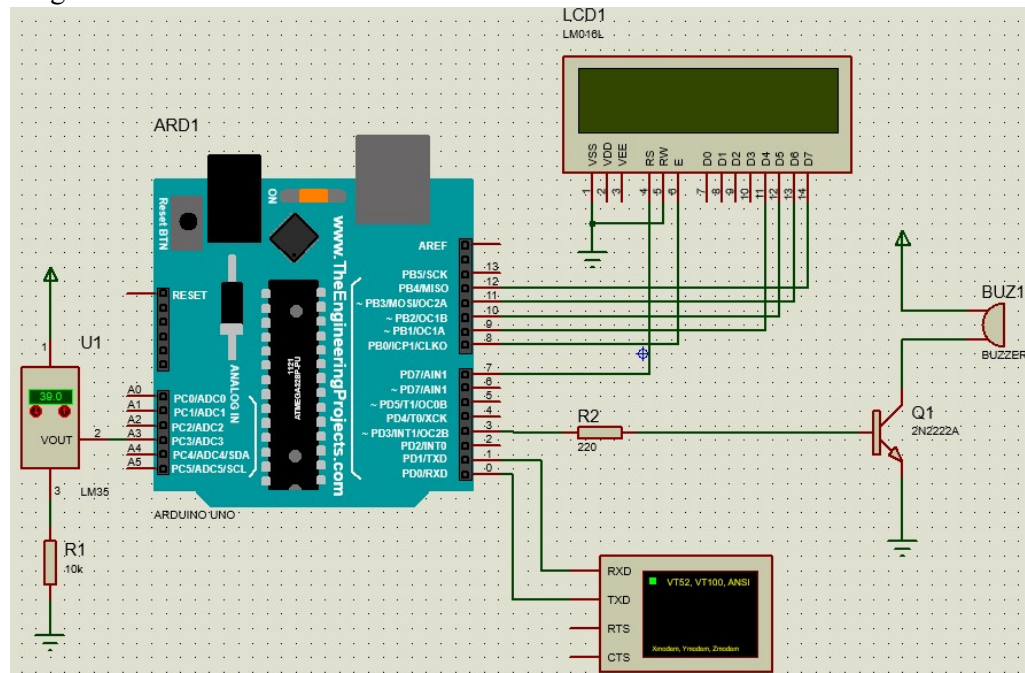 LCD1
LM016L
VSS
VDD
VEE
RS
RW
E
D0
D1
D2
D3
D4
D5
D6
D7
1
2
3
4
5
6
7
8
9
10
11
12
13
14
ARD1
Reset BTN
ON
www.TheEngineeringProjects.com
AREF
PB5/SCK 13
PB4/MISO 12
~ PB3/MOSI/OC2A 11
~ PB2/OC1B 10
~ PB1/OC1A 9
PB0/ICP1/CLKO 8
PD7/AIN1 7
~ PD7/AIN1 6
~ PD5/T1/OC0B 5
PD4/T0/XCK 4
~ PD3/INT1/OC2B 3
PD2/INT0 2
PD1/TXD 1
PD0/RXD 0
RESET
1121
ATMEGA328P-PU
ANALOG IN
A0 PC0/ADC0
A1 PC1/ADC1
A2 PC2/ADC2
A3 PC3/ADC3
A4 PC4/ADC4/SDA
A5 PC5/ADC5/SCL
ARDUINO UNO
U1
1
39.0
VOUT 2
3
LM35
R1
10k
BUZ1
BUZZER
R2
220
Q1
2N2222A
RXD
TXD
RTS
CTS
VT52, VT100, ANSI
Xmodem, Ymodem, Zmodem